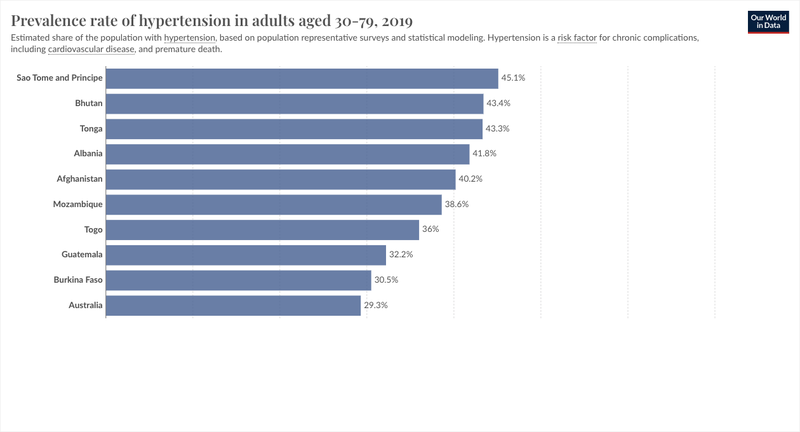 Prevalence rate of hypertension in adults aged 30-79, 2019
Our World
in Data
Estimated share of the population with hypertension, based on population representative surveys and statistical modeling. Hypertension is a risk factor for chronic complications,
including cardiovascular disease, and premature death.
Sao Tome and Principe 45.1%
Bhutan 43.4%
Tonga 43.3%
Albania 41.8%
Afghanistan 40.2%
Mozambique 38.6%
Togo 36%
Guatemala 32.2%
Burkina Faso 30.5%
Australia 29.3%